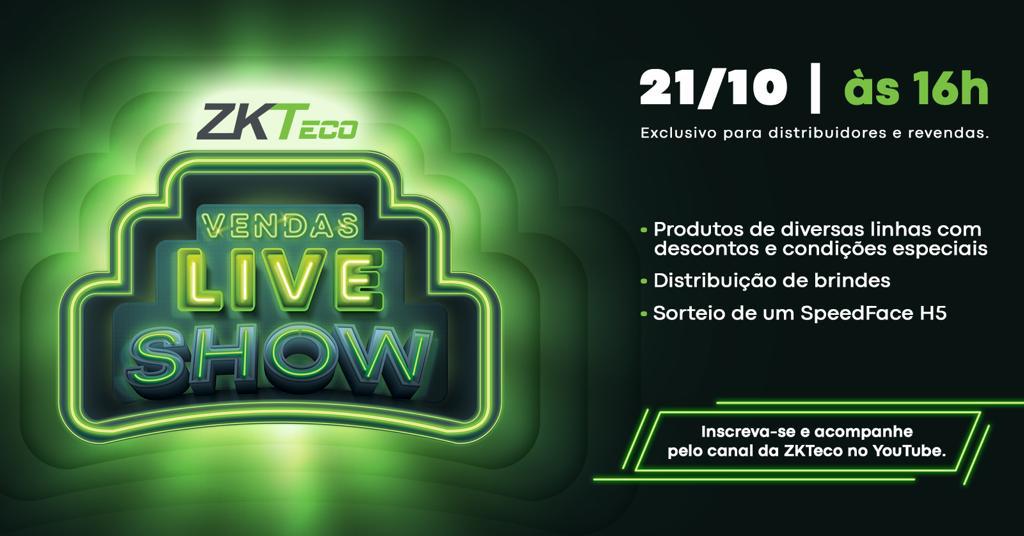 ZKTECO
VENDAS
LIVE
SHOW
21/10 | às 16h
Exclusivo para distribuidores e revendas.
• Produtos de diversas linhas com
descontos e condições especiais
• Distribuição de brindes
• Sorteio de um SpeedFace H5
Inscreva-se e acompanhe
pelo canal da ZKTeco no YouTube.